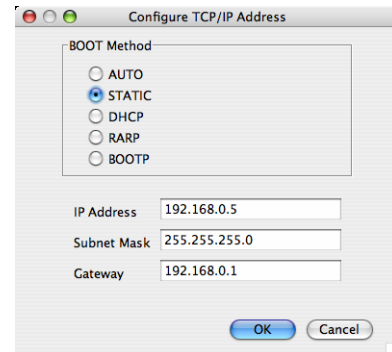 Configure TCP/IP Address
BOOT Method
AUTO
STATIC
DHCP
RARP
BOOTP
IP Address 192.168.0.5
Subnet Mask 255.255.255.0
Gateway 192.168.0.1
OK Cancel